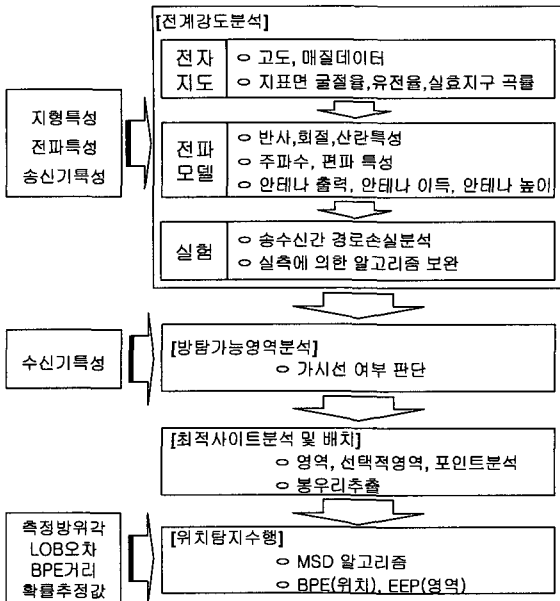 [전계강도분석]
전자
지도
고도, 매질데이터
지표면 굴절율,유전율,실효지구 곡률
지형특성
전파특성
송신기특성
전파
모델
반사,회절,산란특성
주파수, 편파 특성
안테나 출력, 안테나 이득, 안테나 높이
실험
송수신간 경로손실분석
실측에 의한 알고리즘 보완
수신기특성
[방탐가능영역분석]
가시선 여부 판단
[최적사이트분석 및 배치]
영역, 선택적영역, 포인트분석
봉우리추출
측정방위각
LOB오차
BPE거리
확률추정값
[위치탐지수행]
MSD 알고리즘
BPE(위치), EEP(영역)